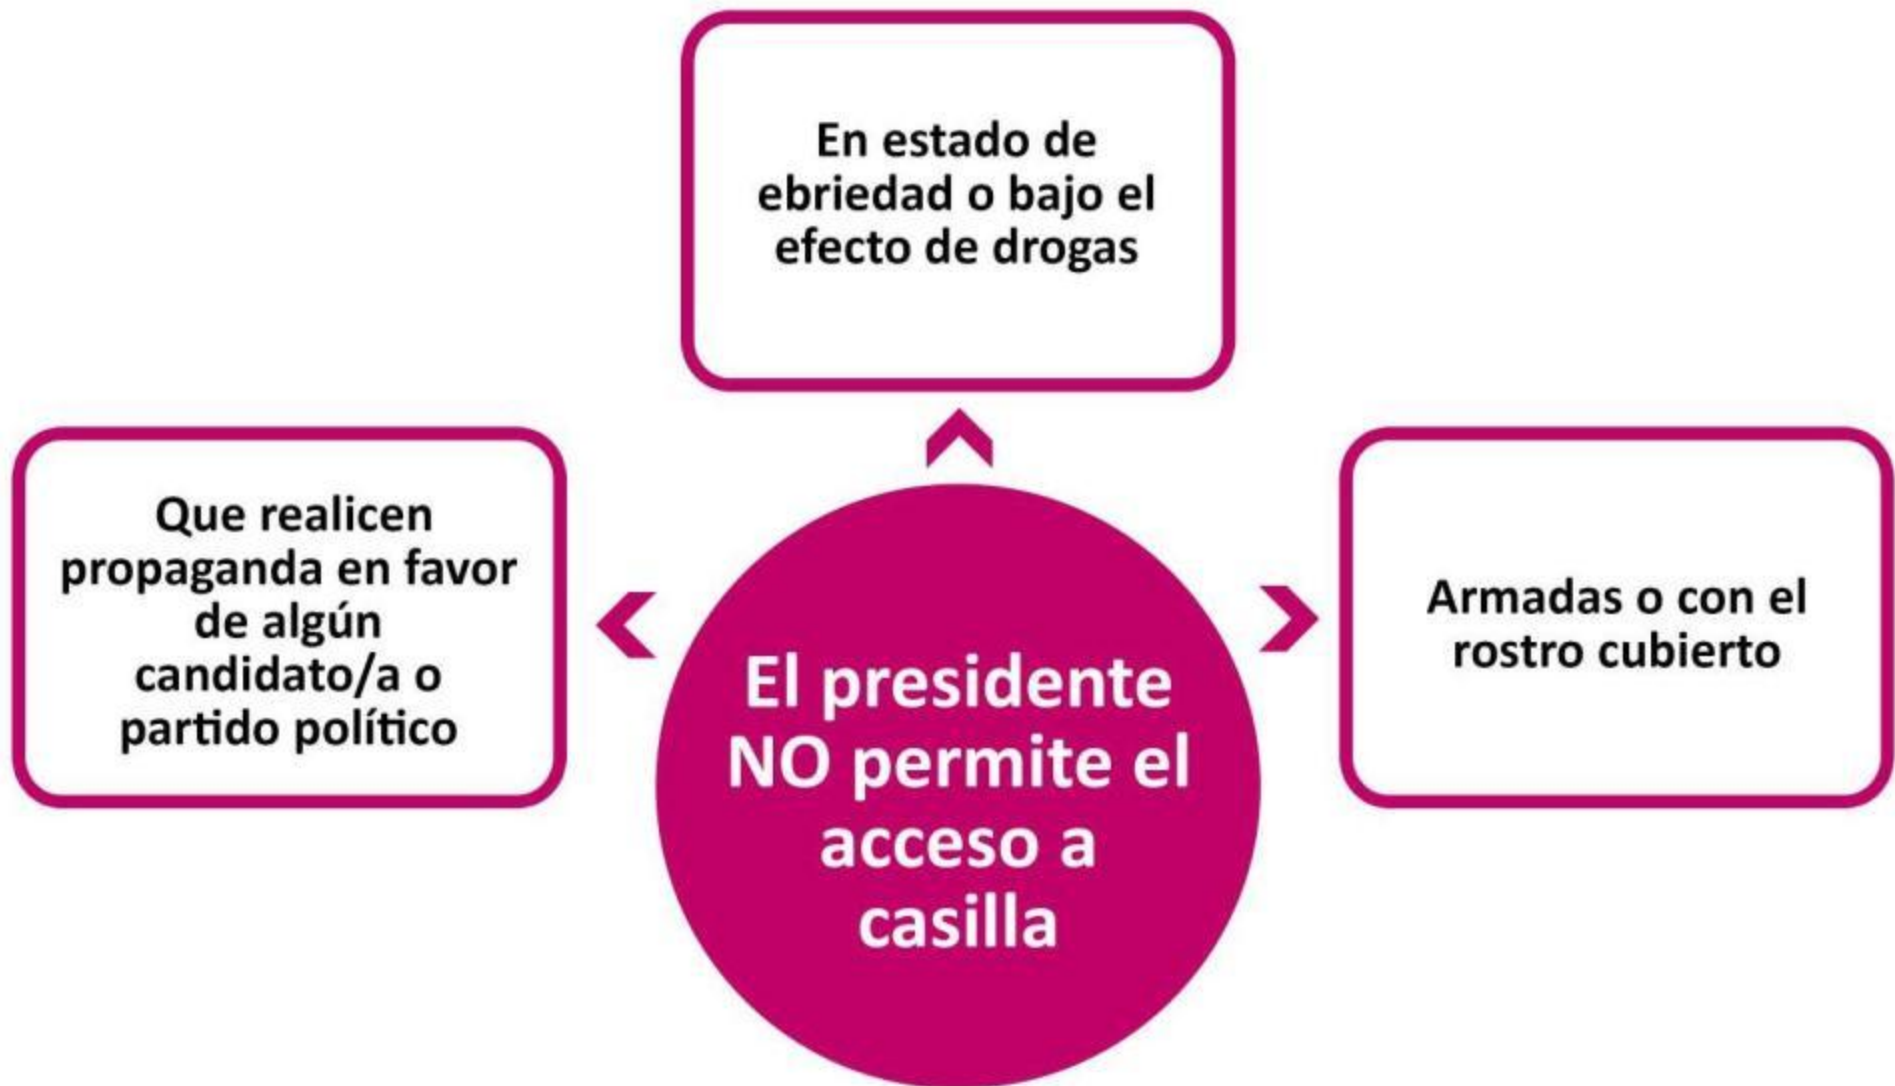 En estado de
ebriedad o bajo el
efecto de drogas
Que realicen
propaganda en favor
de algún
candidato/a o
partido político
Armadas o con el
rostro cubierto
El presidente
NO permite el
acceso a
casilla